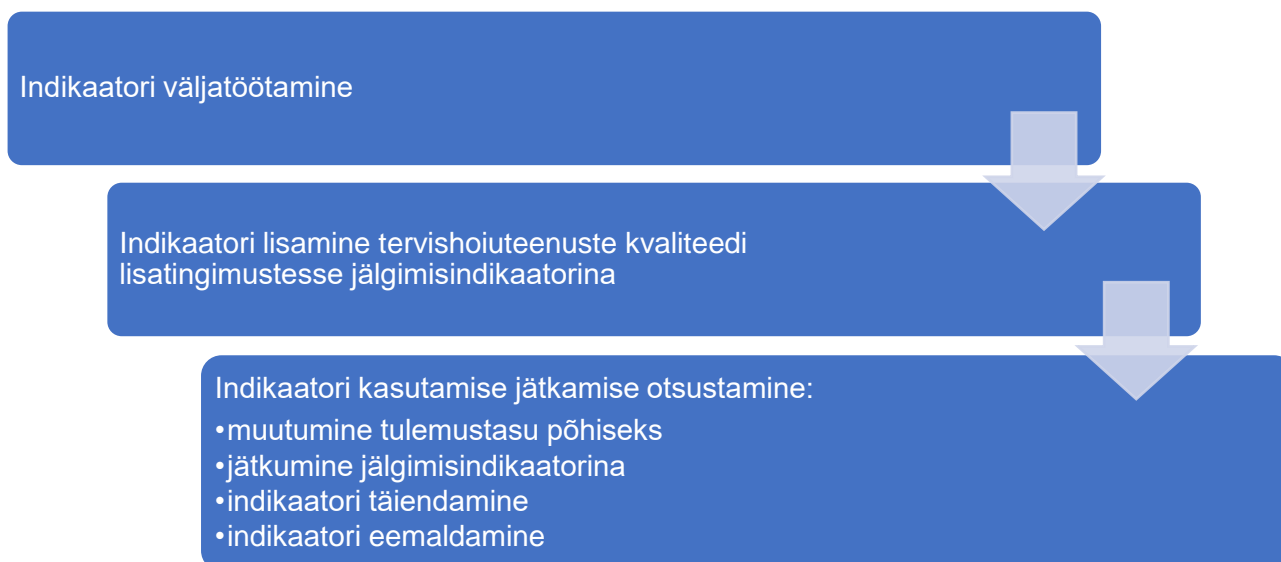 Indikaatori väljatöötamine
Indikaatori lisamine tervishoiuteenuste kvaliteedi
lisatingimustesse jälgimisindikaatorina
Indikaatori kasutamise jätkamise otsustamine:
•muutumine tulemustasu põhiseks
•jätkumine jälgimisindikaatorina
•indikaatori täiendamine
•indikaatori eemaldamine